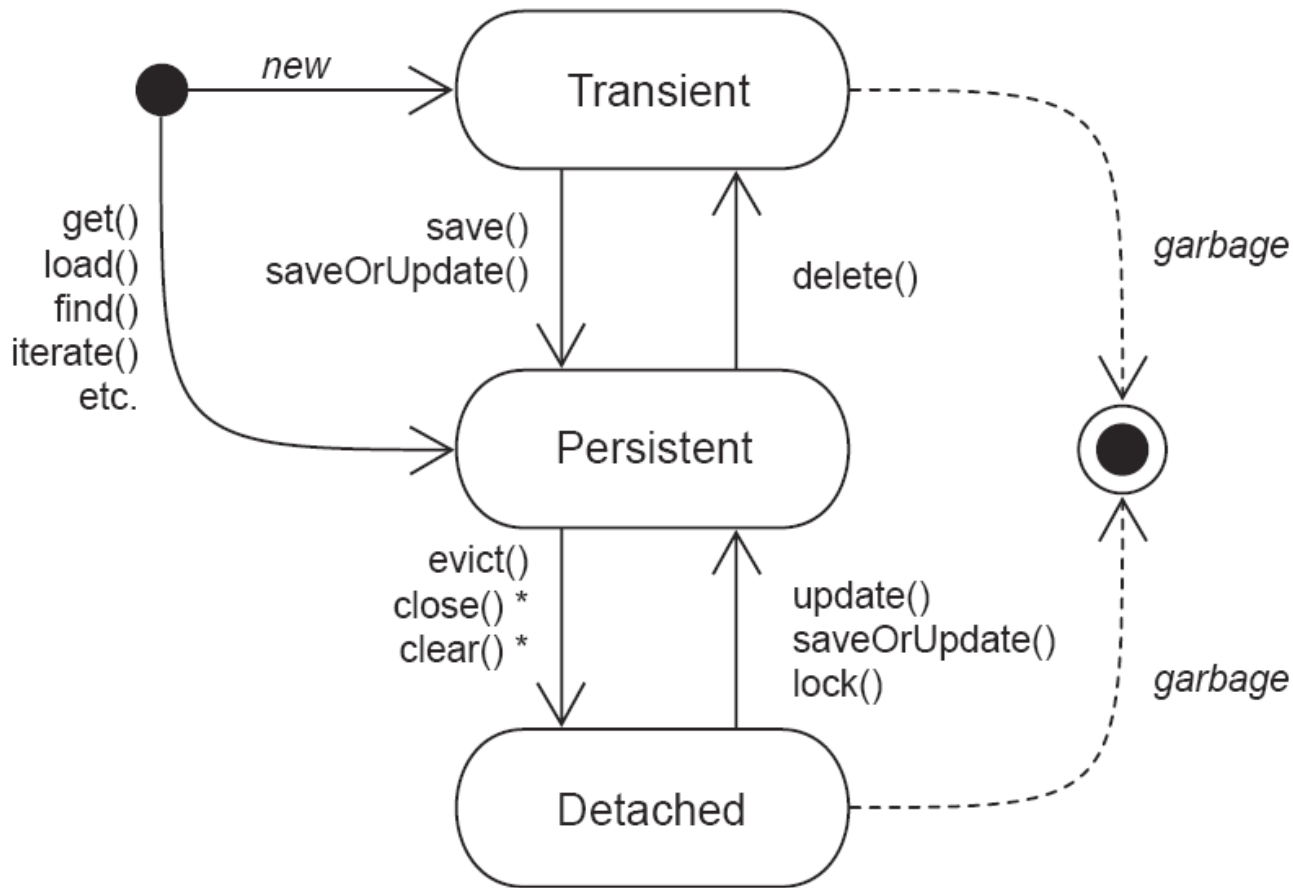 new
Transient
get()
load()
find()
iterate()
etc.
save()
saveOrUpdate()
delete()
garbage
Persistent
evict()
close() *
clear() *
update()
saveOrUpdate()
lock()
garbage
Detached